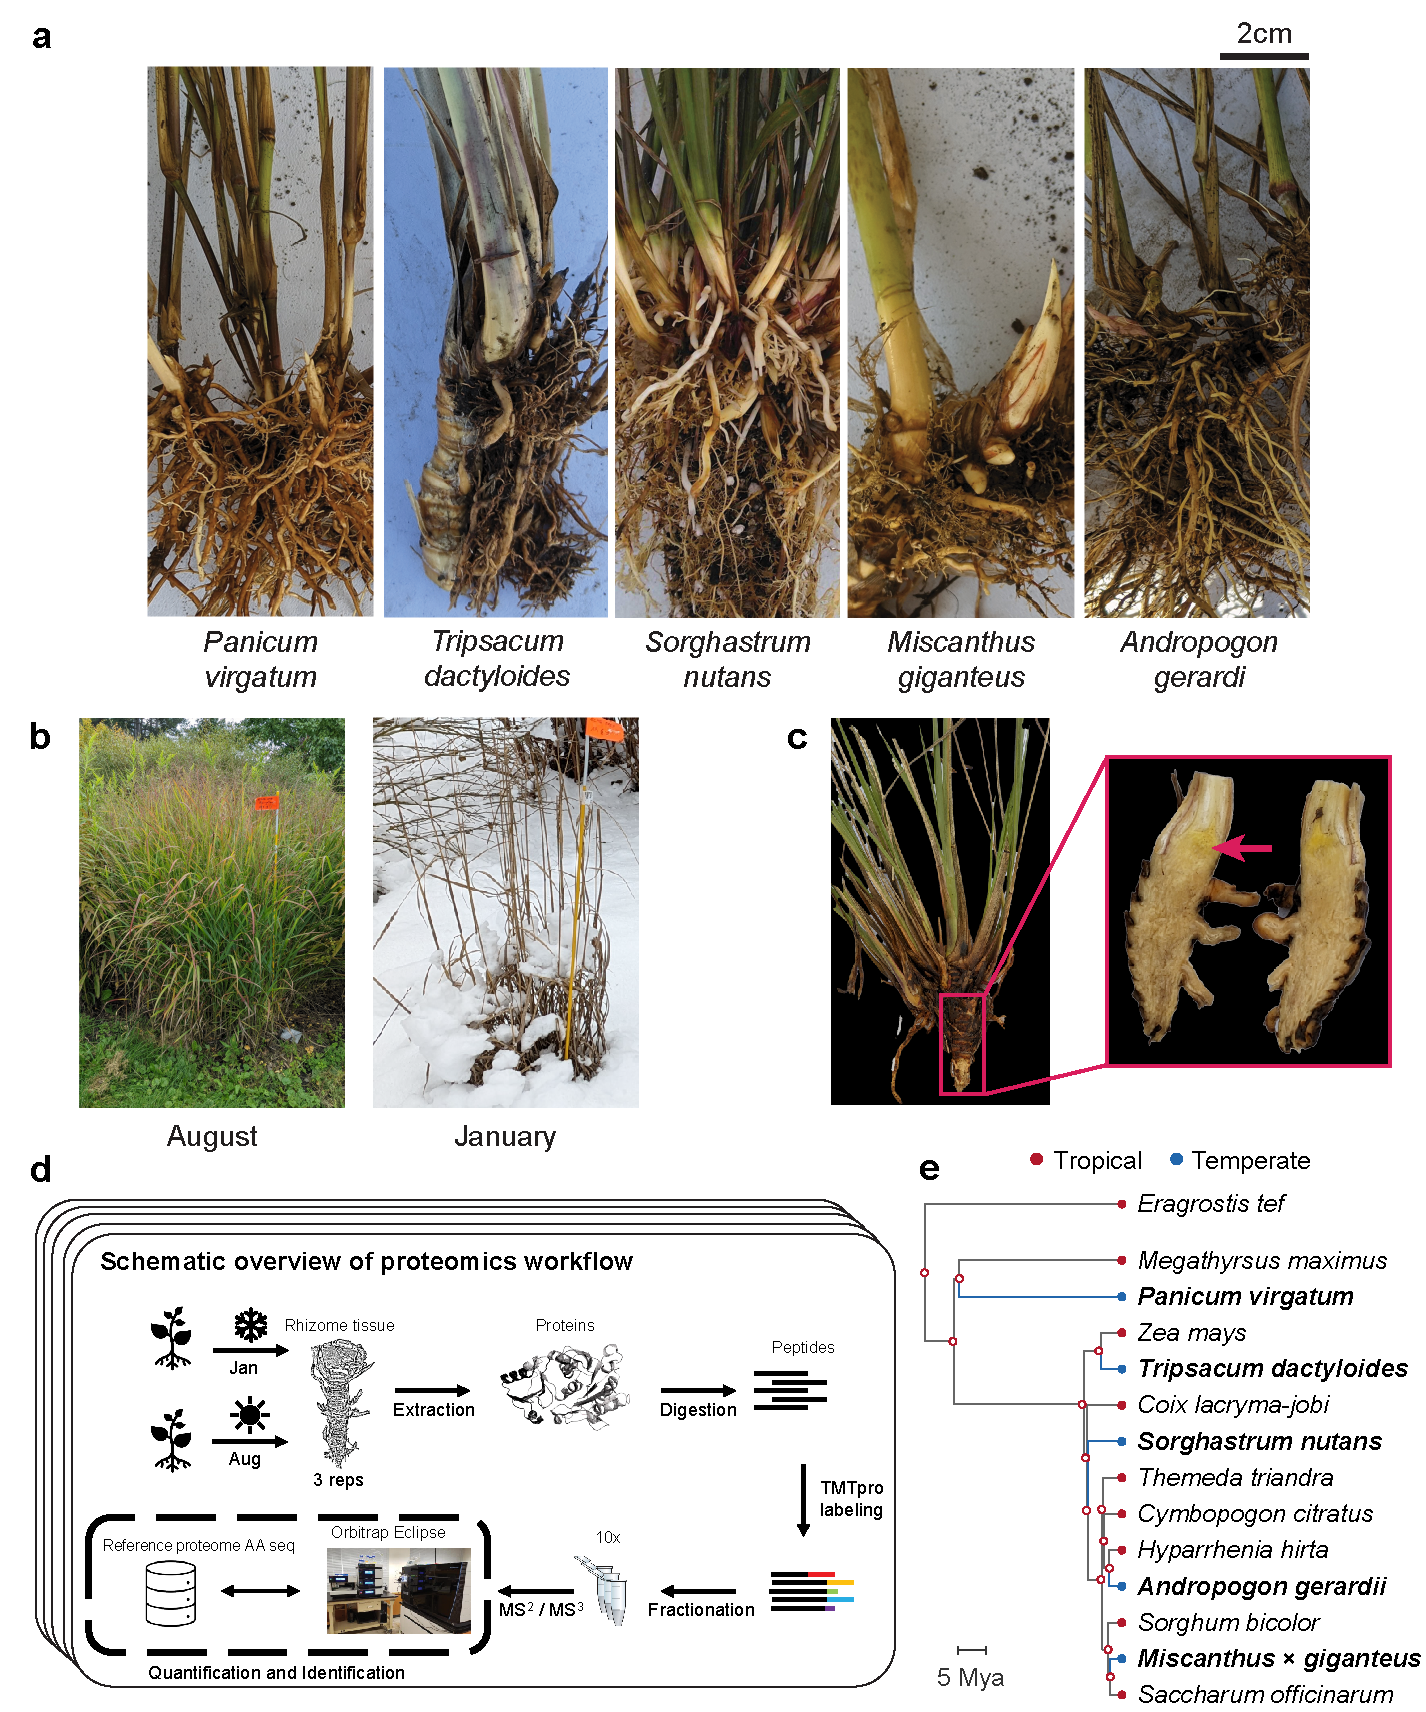 a
2cm
Panicum
virgatum
Tripsacum
dactyloides
Sorghastrum
nutans
Miscanthus
giganteus
Andropogon
gerardi
b
August
January
c
d
Schematic overview of proteomics workflow
Jan
Aug
Rhizome tissue
3 reps
Extraction
Proteins
Digestion
Peptides
TMTpro
labeling
Fractionation
10x
MS² / MS³
Orbitrap Eclipse
Reference proteome AA seq
Quantification and Identification
e
Tropical
Temperate
Eragrostis tef
Megathyrsus maximus
Panicum virgatum
Zea mays
Tripsacum dactyloides
Coix lacryma-jobi
Sorghastrum nutans
Themeda triandra
Cymbopogon citratus
Hyparrhenia hirta
Andropogon gerardii
Sorghum bicolor
Miscanthus × giganteus
Saccharum officinarum
5 Mya